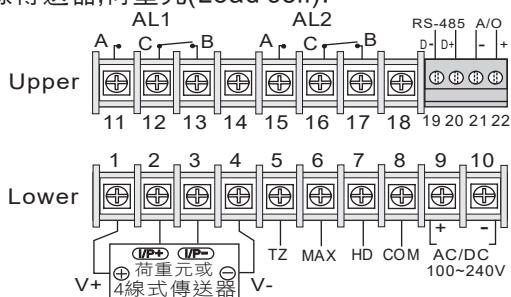 AL1 AL2 RS-485 A/O
A C B A C B D- D+ - +
Upper
11 12 13 14 15 16 17 18 19 20 21 22
1 2 3 4 5 6 7 8 9 10
Lower
+ -
I/P+ I/P- TZ MAX HD COM AC/DC
荷重元或 100~240V
V+ 4線式傳送器 V-